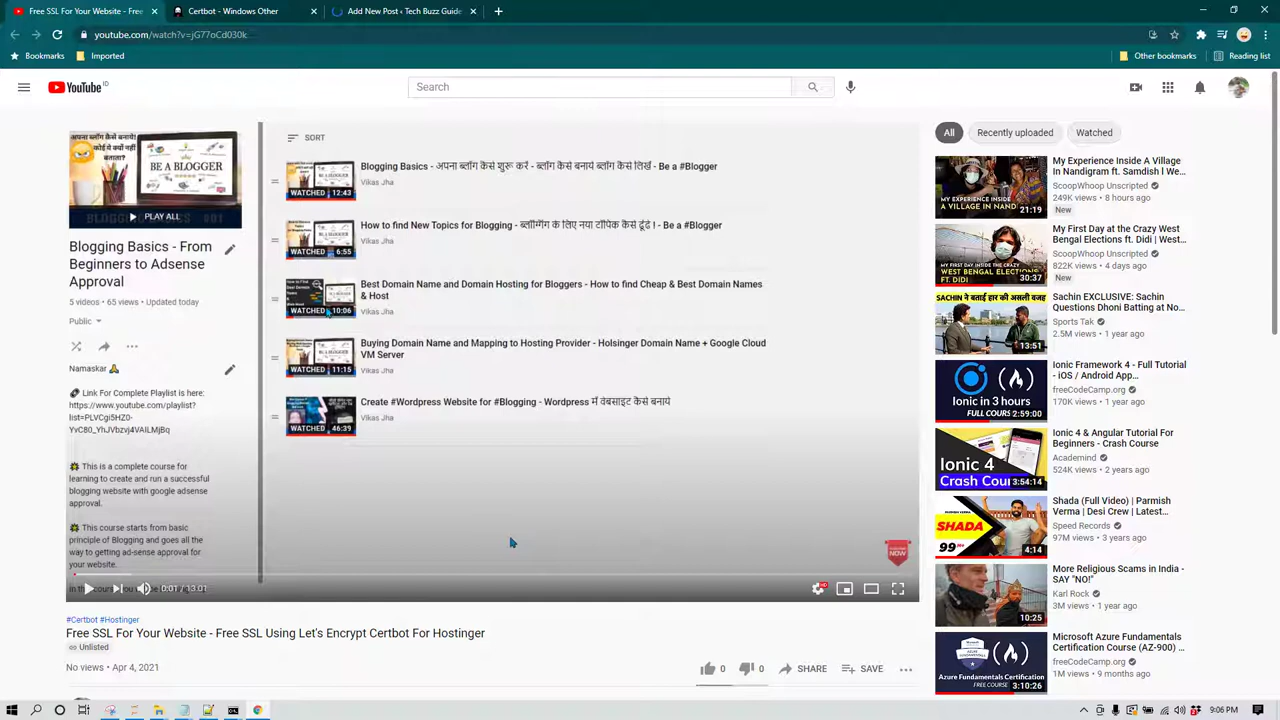 Free SSL For Your Website - Free
Certbot - Windows Other
Add New Post ‹ Tech Buzz Guide
youtube.com/watch?v=jG77oCd030k
Bookmarks
Imported
Other bookmarks
Reading list
YouTube ID
Search
अपना ब्लॉग कैसे बनाये!
BE A BLOGGER
PLAY ALL
Blogging Basics - From
Beginners to Adsense
Approval
5 videos • 65 views • Updated today
Public
Namaskar 🙏
Link For Complete Playlist is here:
https://www.youtube.com/playlist?
list=PLVCgi5HZ0-
YvC80_YhJVbzvj4VAILMjBq
This is a complete course for
learning to create and run a successful
blogging website with google adsense
approval.
This course starts from basic
principle of Blogging and goes all the
way to getting ad-sense approval for
your website.
SORT
WATCHED 12:43
Blogging Basics - अपना ब्लॉग कैसे शुरू करें - ब्लॉग कैसे बनाये ब्लॉग कैसे लिखें - Be a #Blogger
Vikas Jha
WATCHED 6:55
How to find New Topics for Blogging - ब्लॉग्गिंग के लिए नया टॉपिक कैसे ढूंढे ! - Be a #Blogger
Vikas Jha
WATCHED 10:06
Best Domain Name and Domain Hosting for Bloggers - How to find Cheap & Best Domain Names
& Host
Vikas Jha
WATCHED 11:15
Buying Domain Name and Mapping to Hosting Provider - Holsinger Domain Name + Google Cloud
VM Server
Vikas Jha
WATCHED 46:39
Create #Wordpress Website for #Blogging - Wordpress में वेबसाइट कैसे बनाये
Vikas Jha
NOW
0:01 / 13:01
HD
#Certbot #Hostinger
Free SSL For Your Website - Free SSL Using Let's Encrypt Certbot For Hostinger
Unlisted
No views • Apr 4, 2021
0
0
SHARE
SAVE
All
Recently uploaded
Watched
MY EXPERIENCE INSIDE
A VILLAGE IN NAND
21:19
My Experience Inside A Village
In Nandigram ft. Samdish l We...
ScoopWhoop Unscripted
249K views • 8 hours ago
New
MY FIRST DAY INSIDE THE CRAZY
WEST BENGAL ELECTIONS
FT. DIDI
30:37
My First Day at the Crazy West
Bengal Elections ft. Didi | West...
ScoopWhoop Unscripted
822K views • 4 days ago
New
SACHIN ने बताई हार की असली वजह
13:51
Sachin EXCLUSIVE: Sachin
Questions Dhoni Batting at No...
Sports Tak
2.5M views • 1 year ago
Ionic in 3 hours
FULL COURS
2:59:00
Ionic Framework 4 - Full Tutorial
- iOS / Android App...
freeCodeCamp.org
170K views • 1 year ago
Ionic 4
Crash Cou
3:54:14
Ionic 4 & Angular Tutorial For
Beginners - Crash Course
Academind
524K views • 2 years ago
PARMISH VERMA
SHADA
99
4:14
Shada (Full Video) | Parmish
Verma | Desi Crew | Latest...
Speed Records
97M views • 3 years ago
10:25
More Religious Scams in India -
SAY "NO!"
Karl Rock
3M views • 1 year ago
Azure Fundamentals Certification
(FREE COURSE)
3:10:26
Microsoft Azure Fundamentals
Certification Course (AZ-900) ...
freeCodeCamp.org
1M views • 9 months ago
9:06 PM